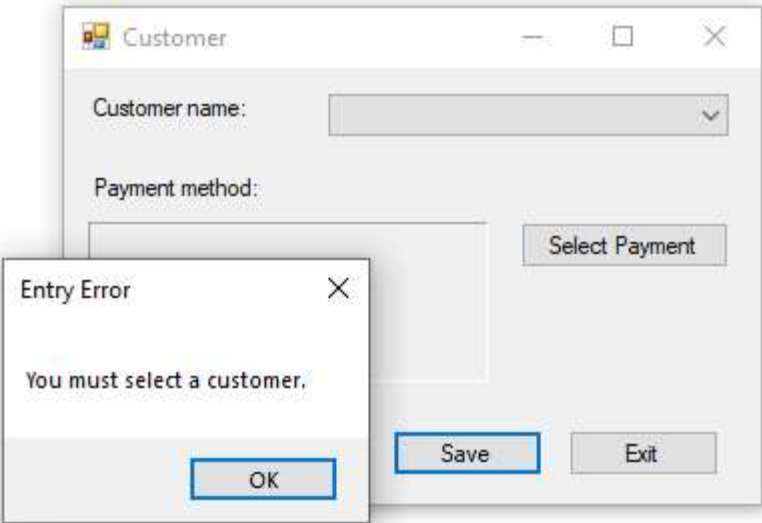 Customer
Customer name:
Payment method:
Select Payment
Entry Error
You must select a customer.
OK
Save
Exit